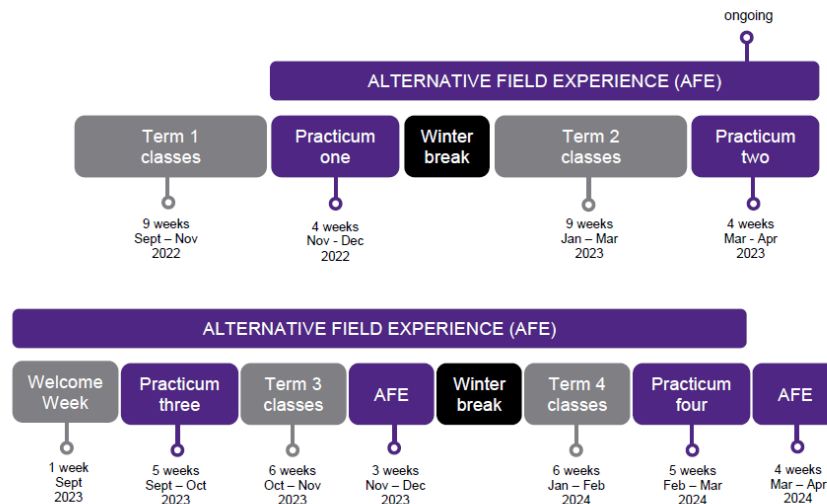 ongoing
ALTERNATIVE FIELD EXPERIENCE (AFE)
Term 1
classes
Practicum
one
Winter
break
Term 2
classes
Practicum
two
9 weeks
Sept – Nov
2022
4 weeks
Nov - Dec
2022
9 weeks
Jan – Mar
2023
4 weeks
Mar - Apr
2023
ALTERNATIVE FIELD EXPERIENCE (AFE)
Welcome
Week
Practicum
three
Term 3
classes
AFE
Winter
break
Term 4
classes
Practicum
four
AFE
1 week
Sept
2023
5 weeks
Sept – Oct
2023
6 weeks
Oct – Nov
2023
3 weeks
Nov – Dec
2023
6 weeks
Jan – Feb
2024
5 weeks
Feb – Mar
2024
4 weeks
Mar – Apr
2024